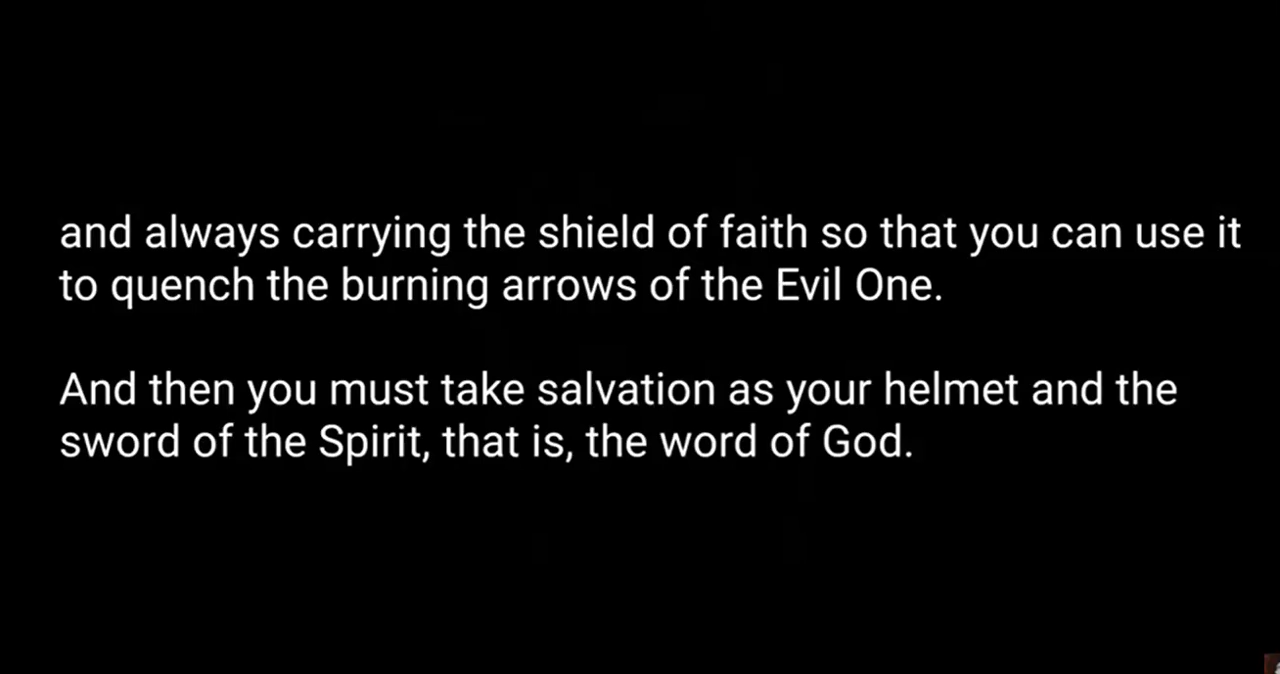 and always carrying the shield of faith so that you can use it
to quench the burning arrows of the Evil One.
And then you must take salvation as your helmet and the
sword of the Spirit, that is, the word of God.